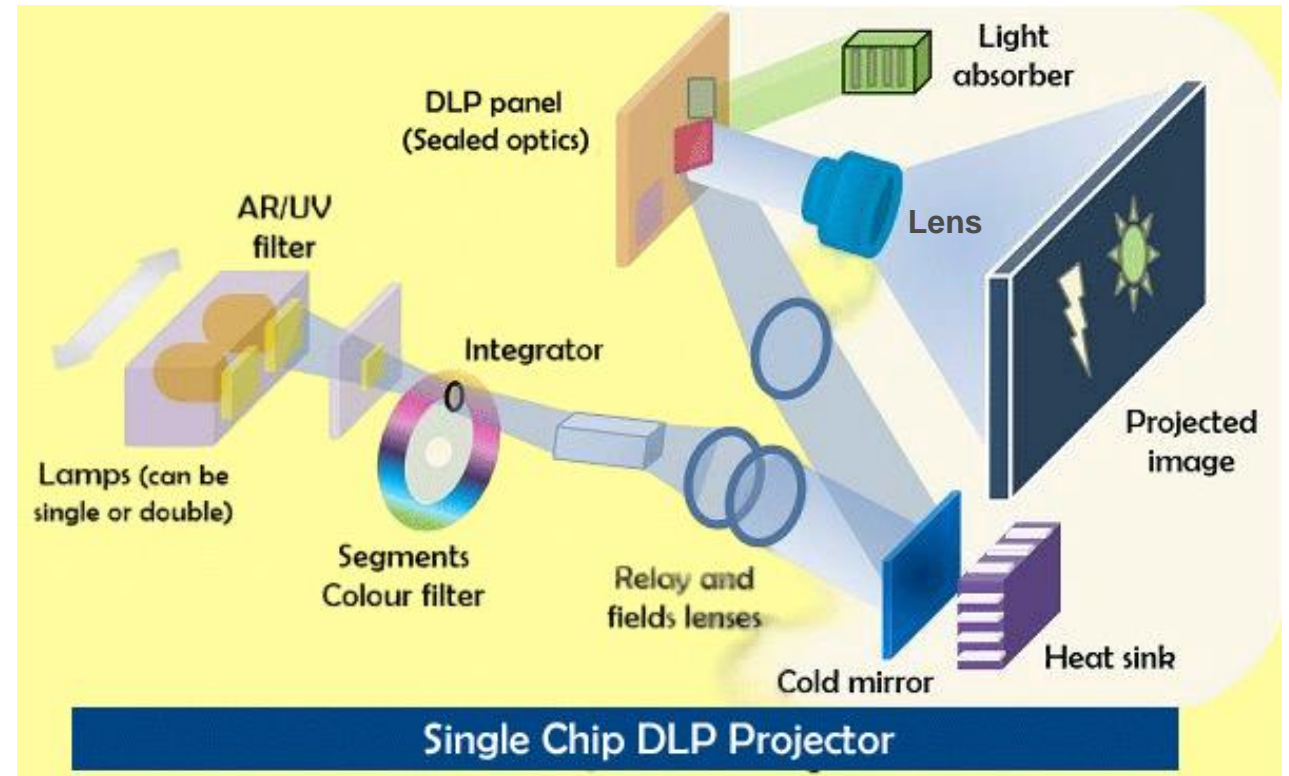 Light
absorber
DLP panel
(Sealed optics)
AR/UV
filter
Lens
Integrator
Projected
image
Lamps (can be
single or double)
Segments
Colour filter
Relay and
fields lenses
Heat sink
Cold mirror
Single Chip DLP Projector